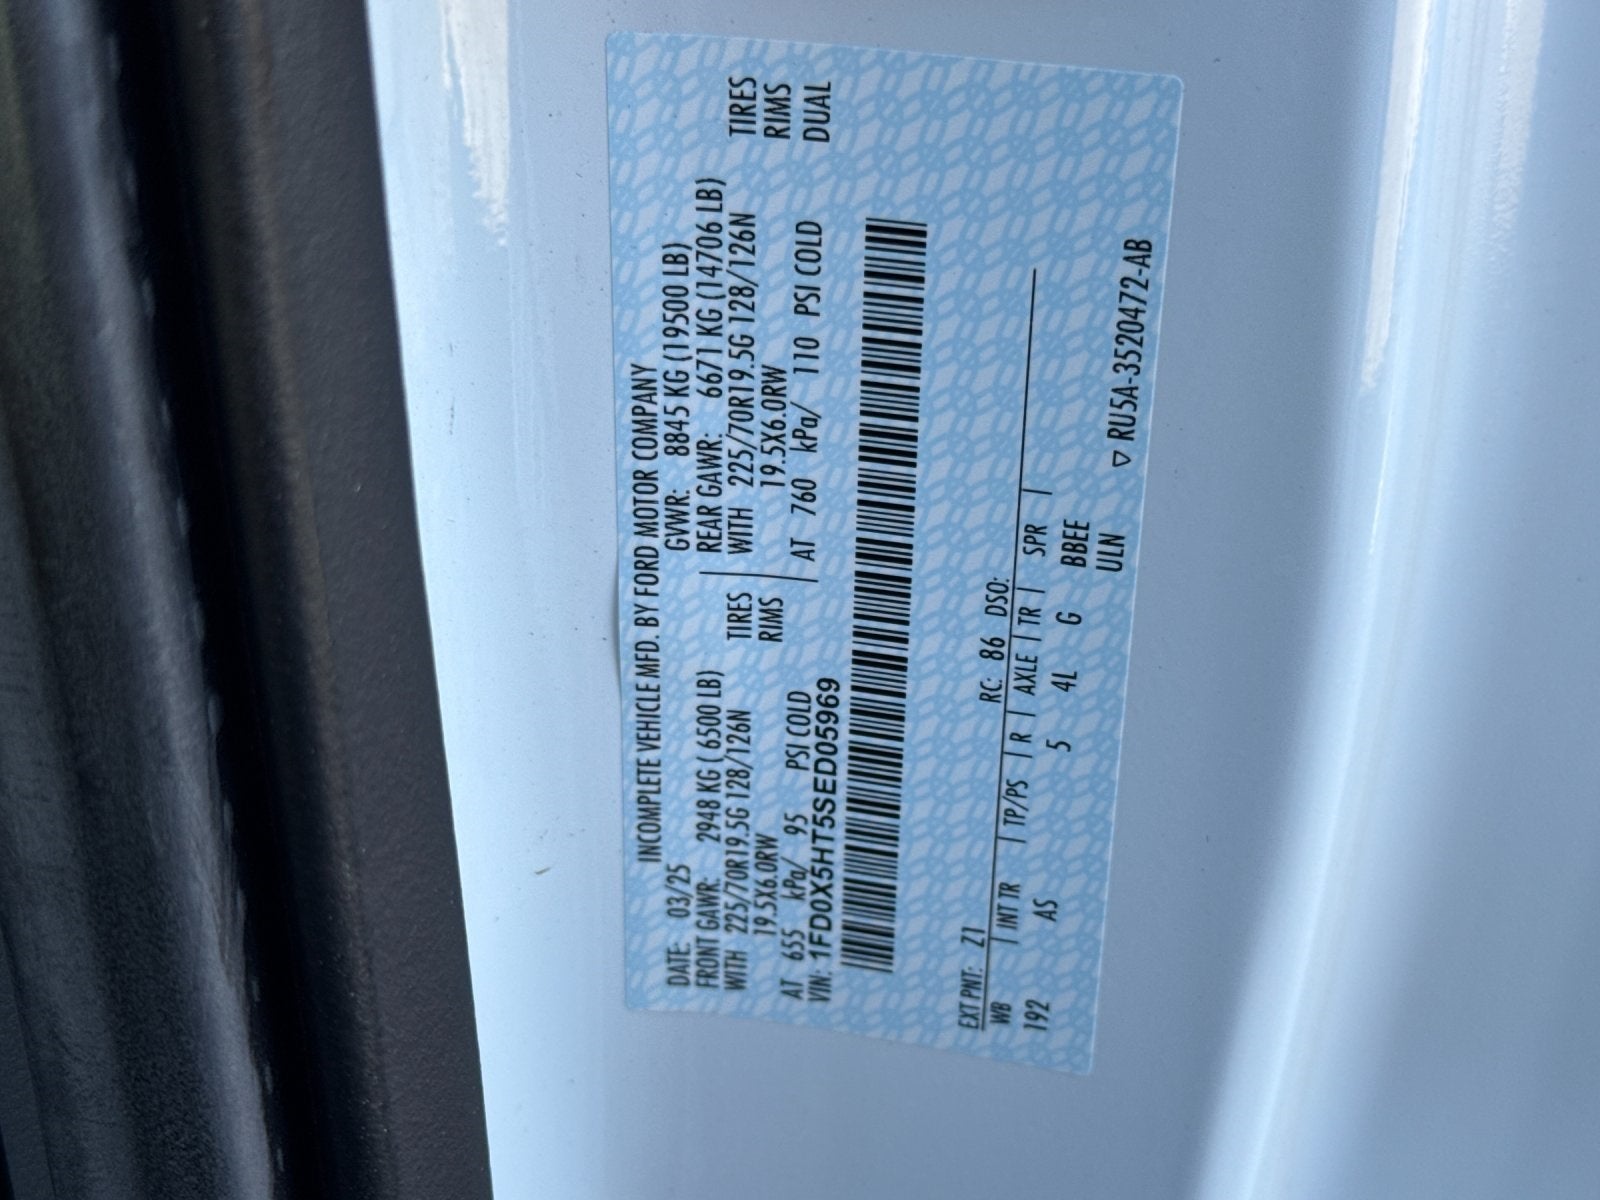 INCOMPLETE VEHICLE MFD. BY FORD MOTOR COMPANY
DATE: 03/25 GVWR: 8845 KG (19500 LB)
FRONT GAWR: 2948 KG ( 6500 LB) REAR GAWR: 6671 KG (14706 LB)
WITH 225/70R19.5G 128/126N TIRES WITH 225/70R19.5G 128/126N TIRES
19.5X6.0RW RIMS 19.5X6.0RW RIMS
AT 655 kPa/ 95 PSI COLD AT 760 kPa/ 110 PSI COLD DUAL
VIN: 1FD0X5HT5SED05969
EXT PNT: Z1 RC: 86 DSO:
WB | INT TR | TP/PS | R | AXLE | TR | SPR |
192 AS 5 4L G BBEE
ULN ▽ RU5A-3520472-AB